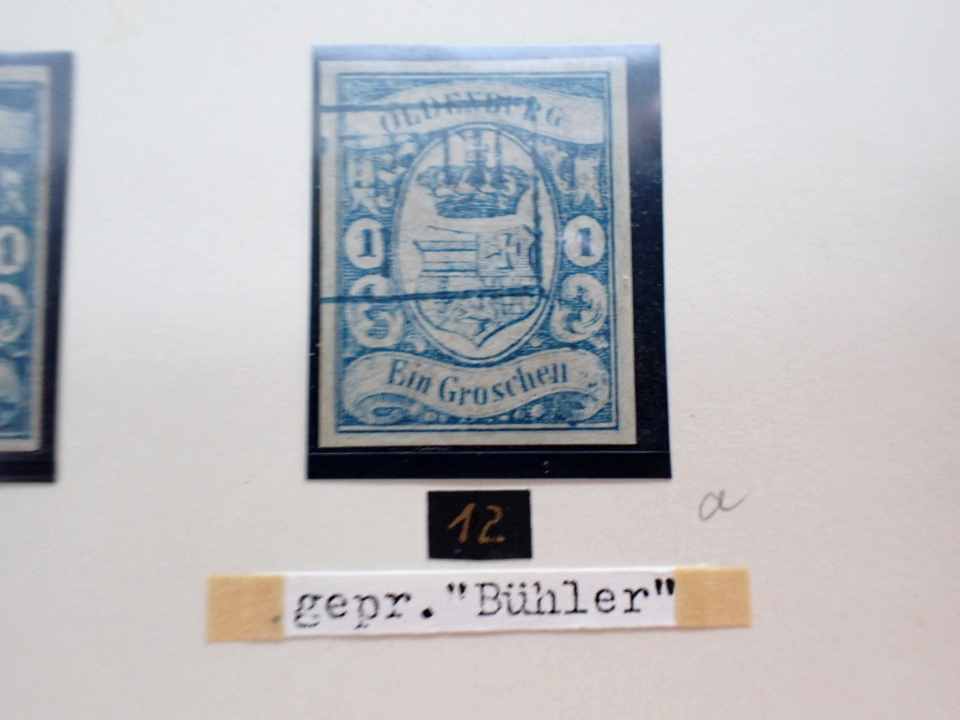 OLDENBURG
1 1
Ein Groschen
12
a
gepr. "Bühler"